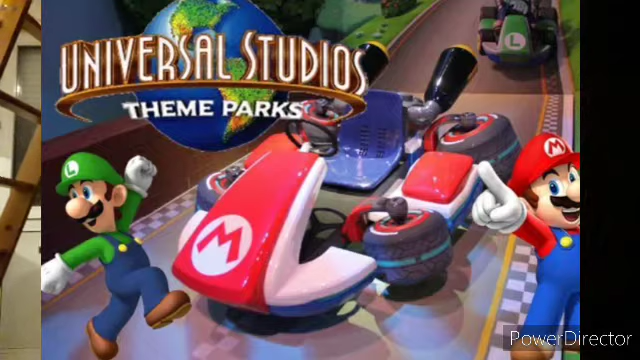 UNIVERSAL STUDIOS
THEME PARKS
L
L
M
M
PowerDirector